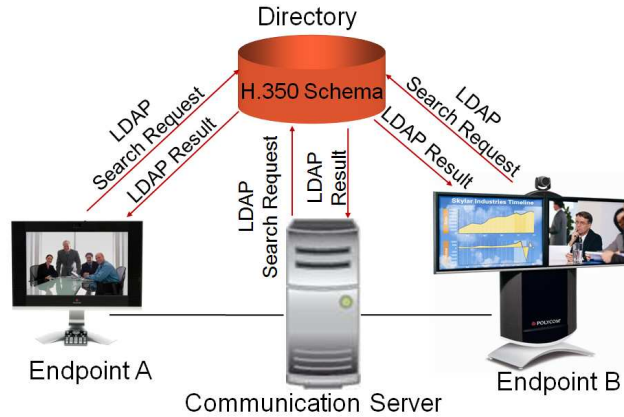 Directory
H.350 Schema
LDAP
Search Request
LDAP Result
LDAP
Search Request
LDAP
Result
LDAP
Search Request
LDAP Result
Skylar Industries Timeline
POLYCOM
Endpoint A
Communication Server
Endpoint B